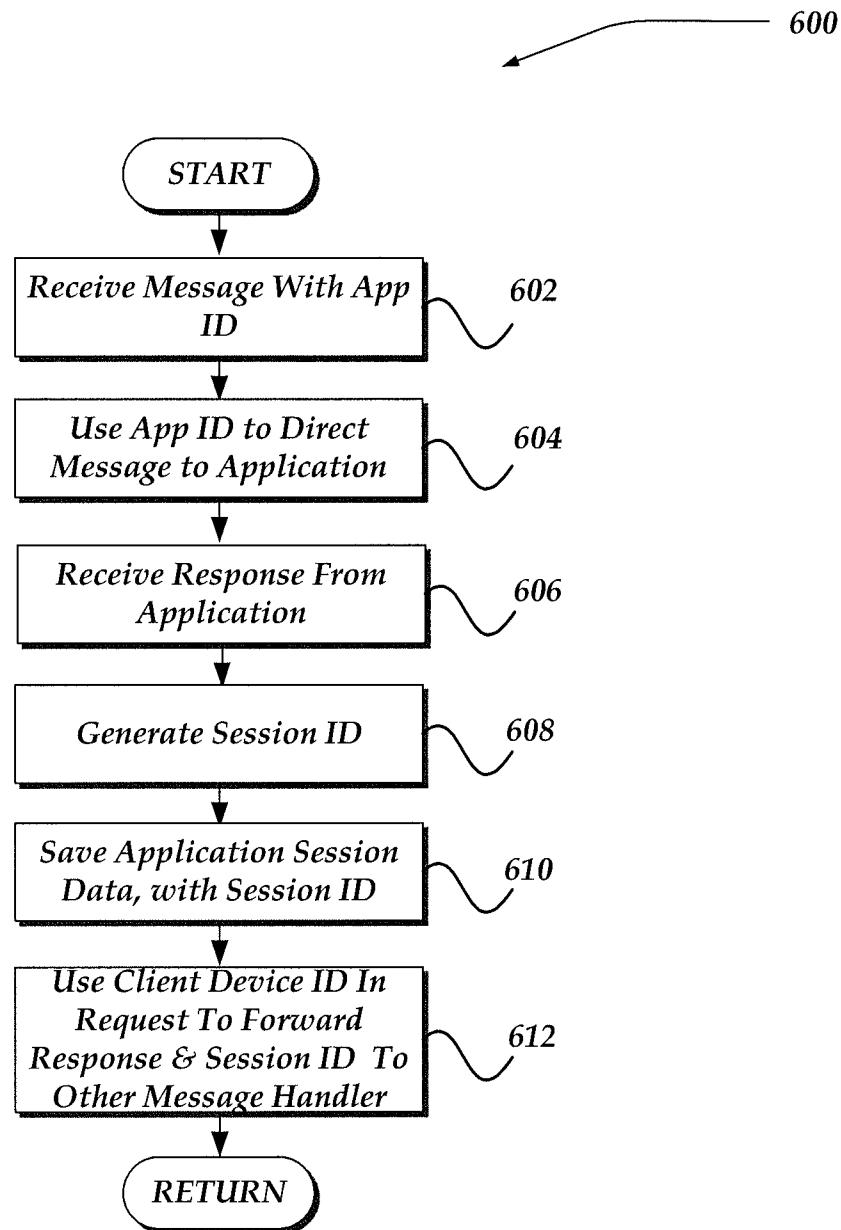 600
START
Receive Message With App
ID
602
Use App ID to Direct
Message to Application
604
Receive Response From
Application
606
Generate Session ID
608
Save Application Session
Data, with Session ID
610
Use Client Device ID In
Request To Forward
Response & Session ID To
Other Message Handler
612
RETURN